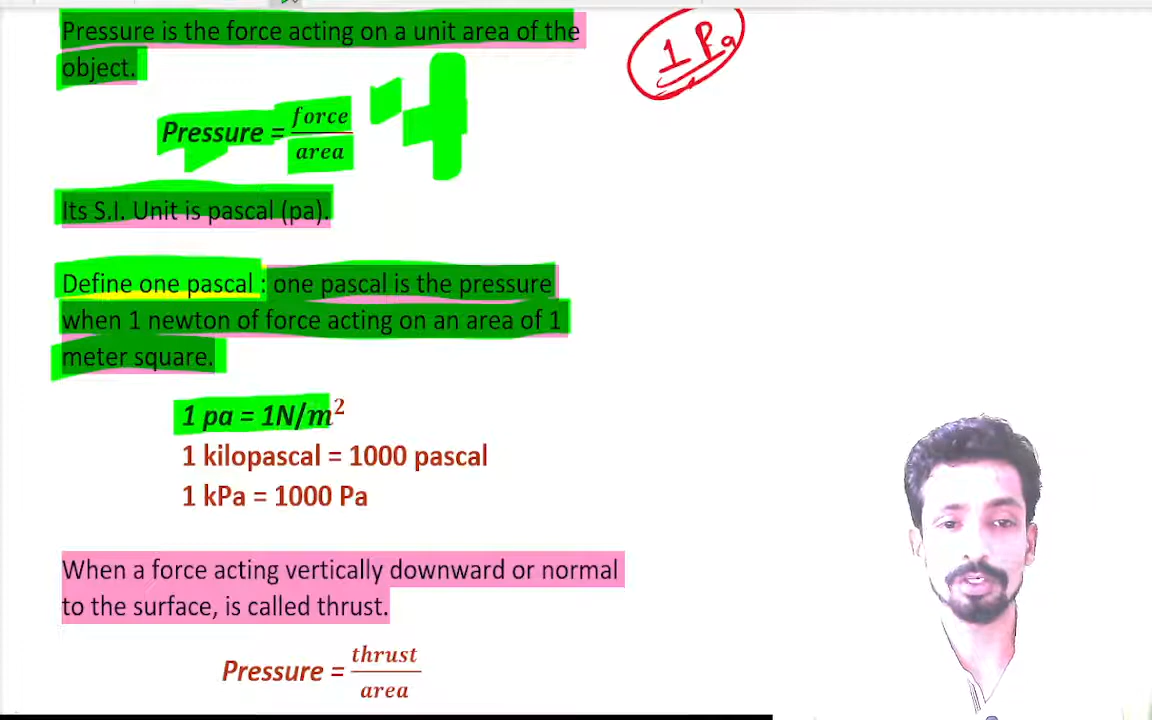 Pressure is the force acting on a unit area of the
object.
1 Pa
Pressure = force/area
Its S.I. Unit is pascal (pa).
Define one pascal : one pascal is the pressure
when 1 newton of force acting on an area of 1
meter square.
1 pa = 1N/m²
1 kilopascal = 1000 pascal
1 kPa = 1000 Pa
When a force acting vertically downward or normal
to the surface, is called thrust.
Pressure = thrust/area